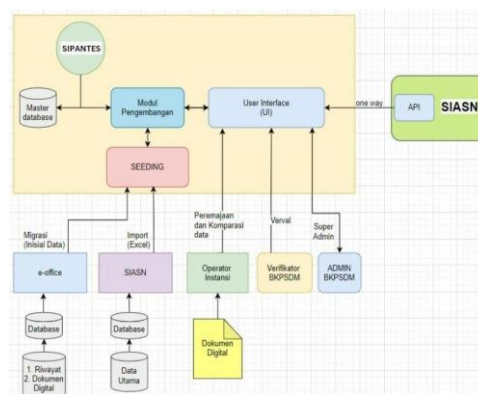 SIPANTES
Master
database
Modul
Pengembangan
User Interface
(UI)
one way
API
SIASN
SEEDING
Migrasi
(Inisial Data)
Import
(Excel)
Peremajaan
dan Komparasi
data
Verval
Super
Admin
e-office
SIASN
Operator
Instansi
Verifikator
BKPSDM
ADMIN
BKPSDM
Database
Database
Dokumen
Digital
1. Riwayat
2. Dokumen
Digital
Data
Utama